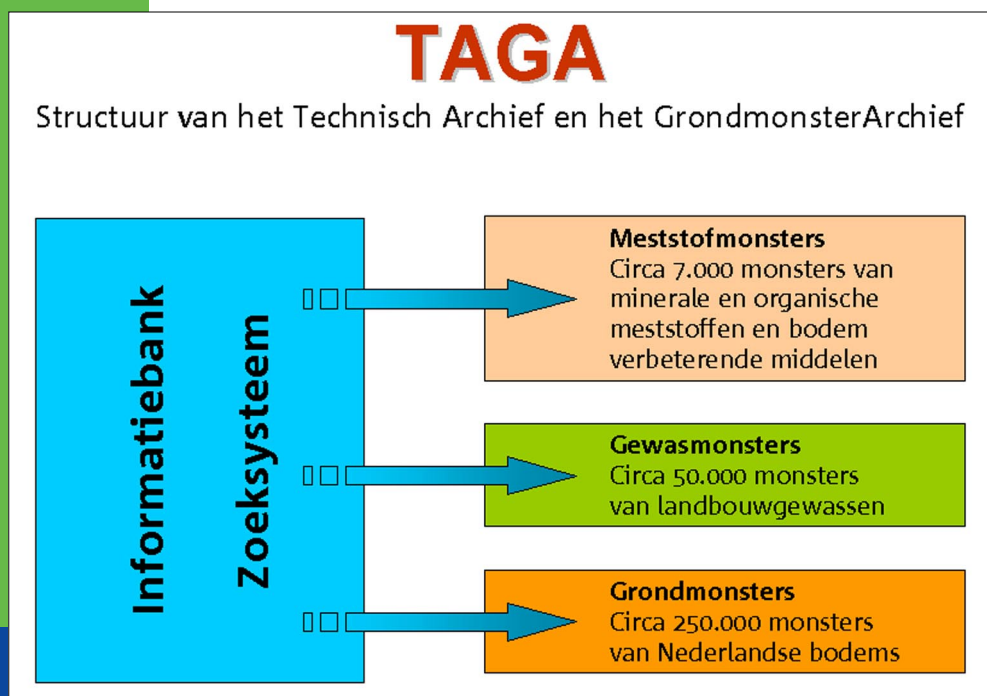 TAGA
Structuur van het Technisch Archief en het GrondmonsterArchief
Informatiebank
Zoeksysteem
Meststofmonsters
Circa 7.000 monsters van
minerale en organische
meststoffen en bodem
verbeterende middelen
Gewasmonsters
Circa 50.000 monsters
van landbouwgewassen
Grondmonsters
Circa 250.000 monsters
van Nederlandse bodems